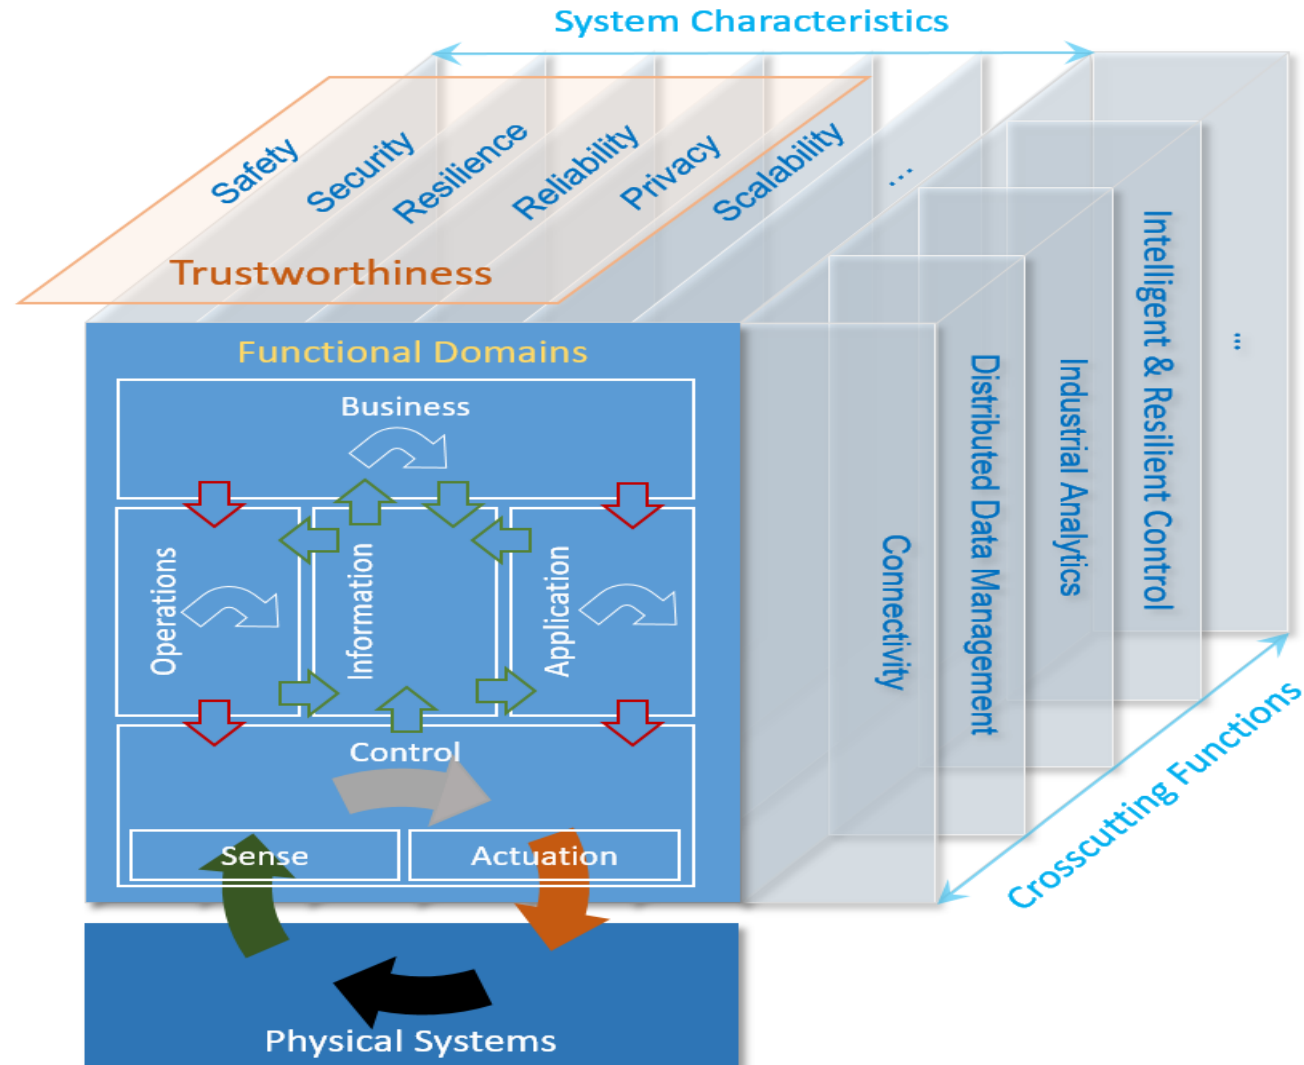 System Characteristics
Safety
Security
Resilience
Reliability
Privacy
Scalability
...
Trustworthiness
Functional Domains
Business
Operations
Information
Application
Control
Sense
Actuation
Physical Systems
Connectivity
Distributed Data Management
Industrial Analytics
Intelligent & Resilient Control
...
Crosscutting Functions